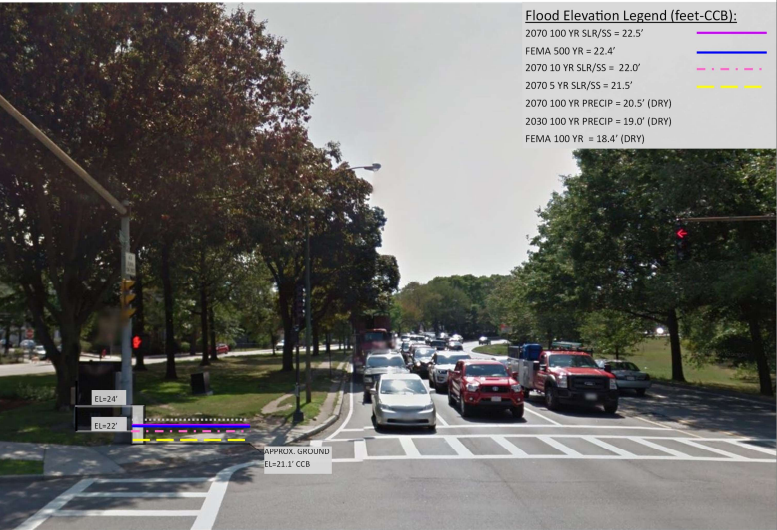 Flood Elevation Legend (feet-CCB):
2070 100 YR SLR/SS = 22.5'
FEMA 500 YR = 22.4'
2070 10 YR SLR/SS = 22.0'
2070 5 YR SLR/SS = 21.5'
2070 100 YR PRECIP = 20.5' (DRY)
2030 100 YR PRECIP = 19.0' (DRY)
FEMA 100 YR = 18.4' (DRY)
EL=24'
EL=22'
APPROX. GROUND
EL=21.1' CCB